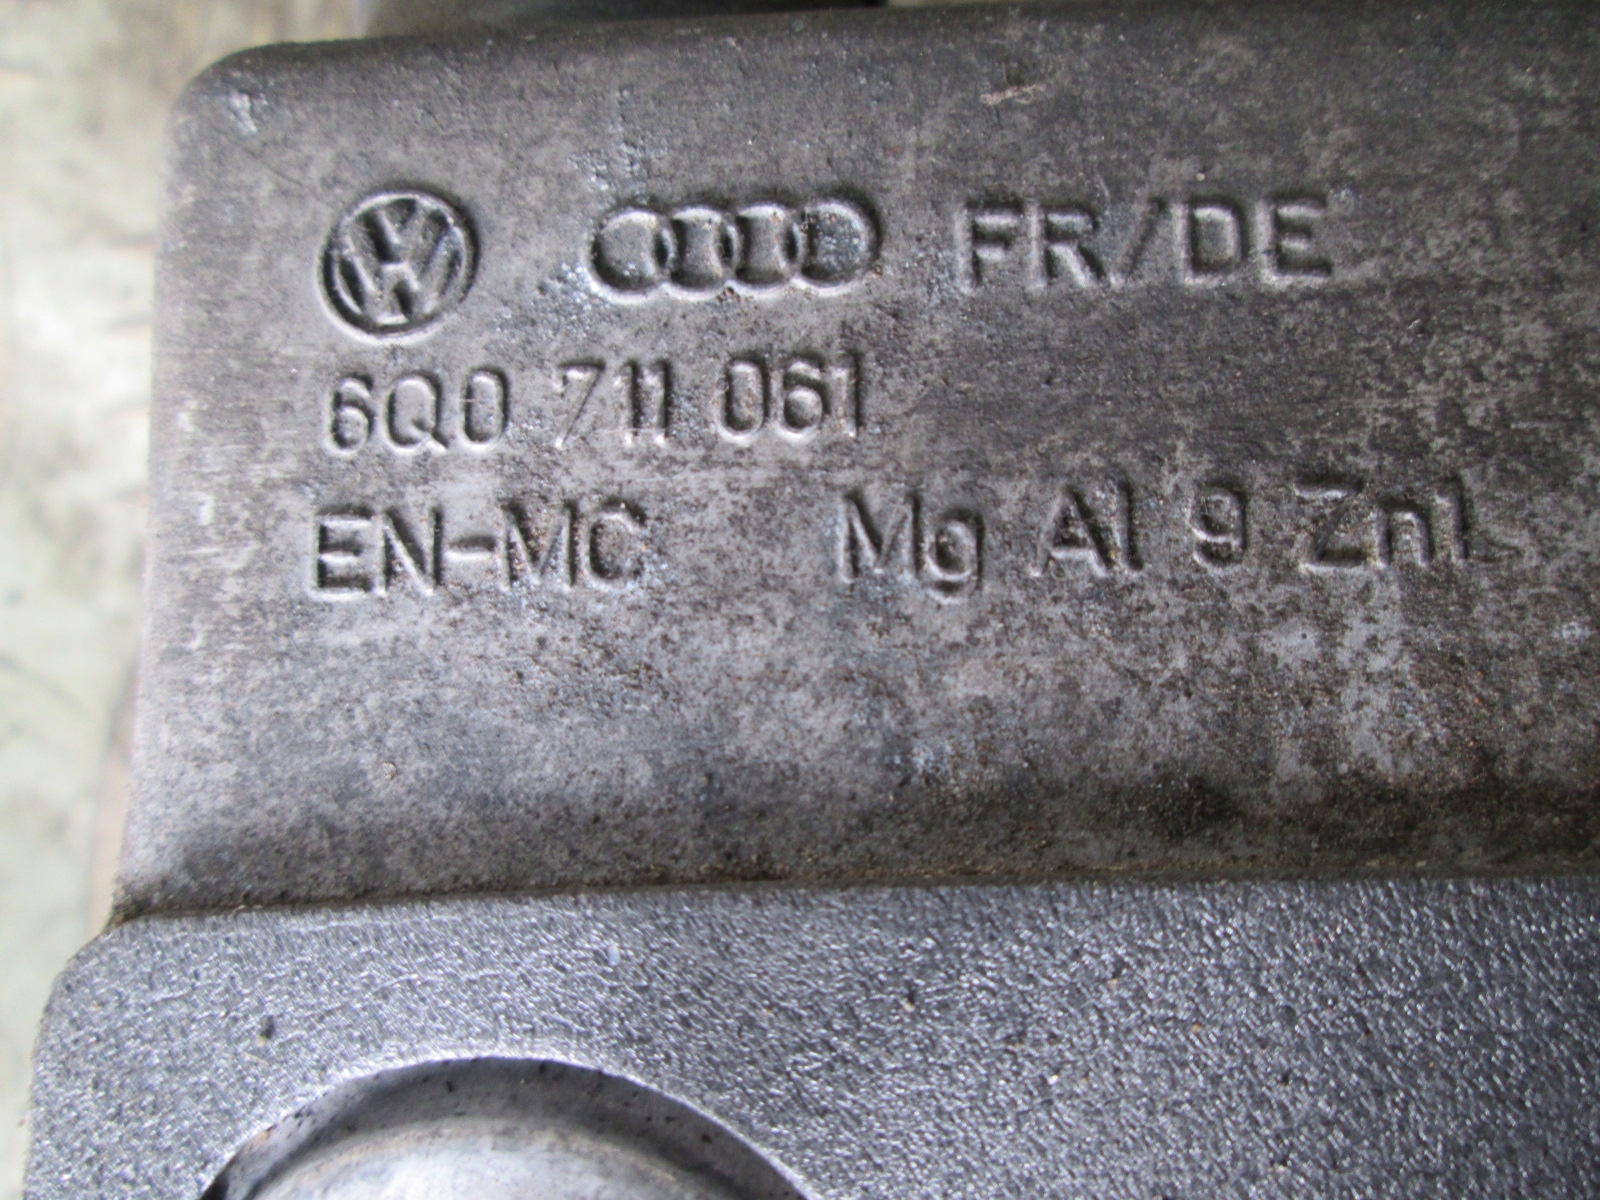 FR/DE
6Q0 711 061
EN-MC Mg Al 9 Zn1